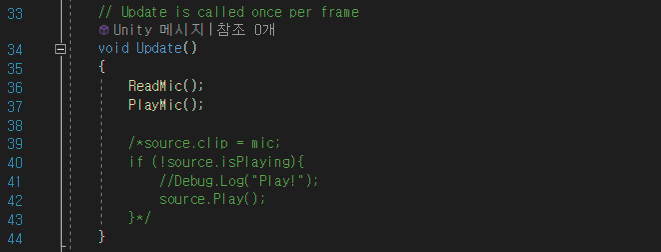 33 // Update is called once per frame
Unity 메시지|참조 0개
34 void Update()
35 {
36 ReadMic();
37 PlayMic();
38
39 /*source.clip = mic;
40 if (!source.isPlaying){
41 //Debug.Log("Play!");
42 source.Play();
43 }*/
44 }